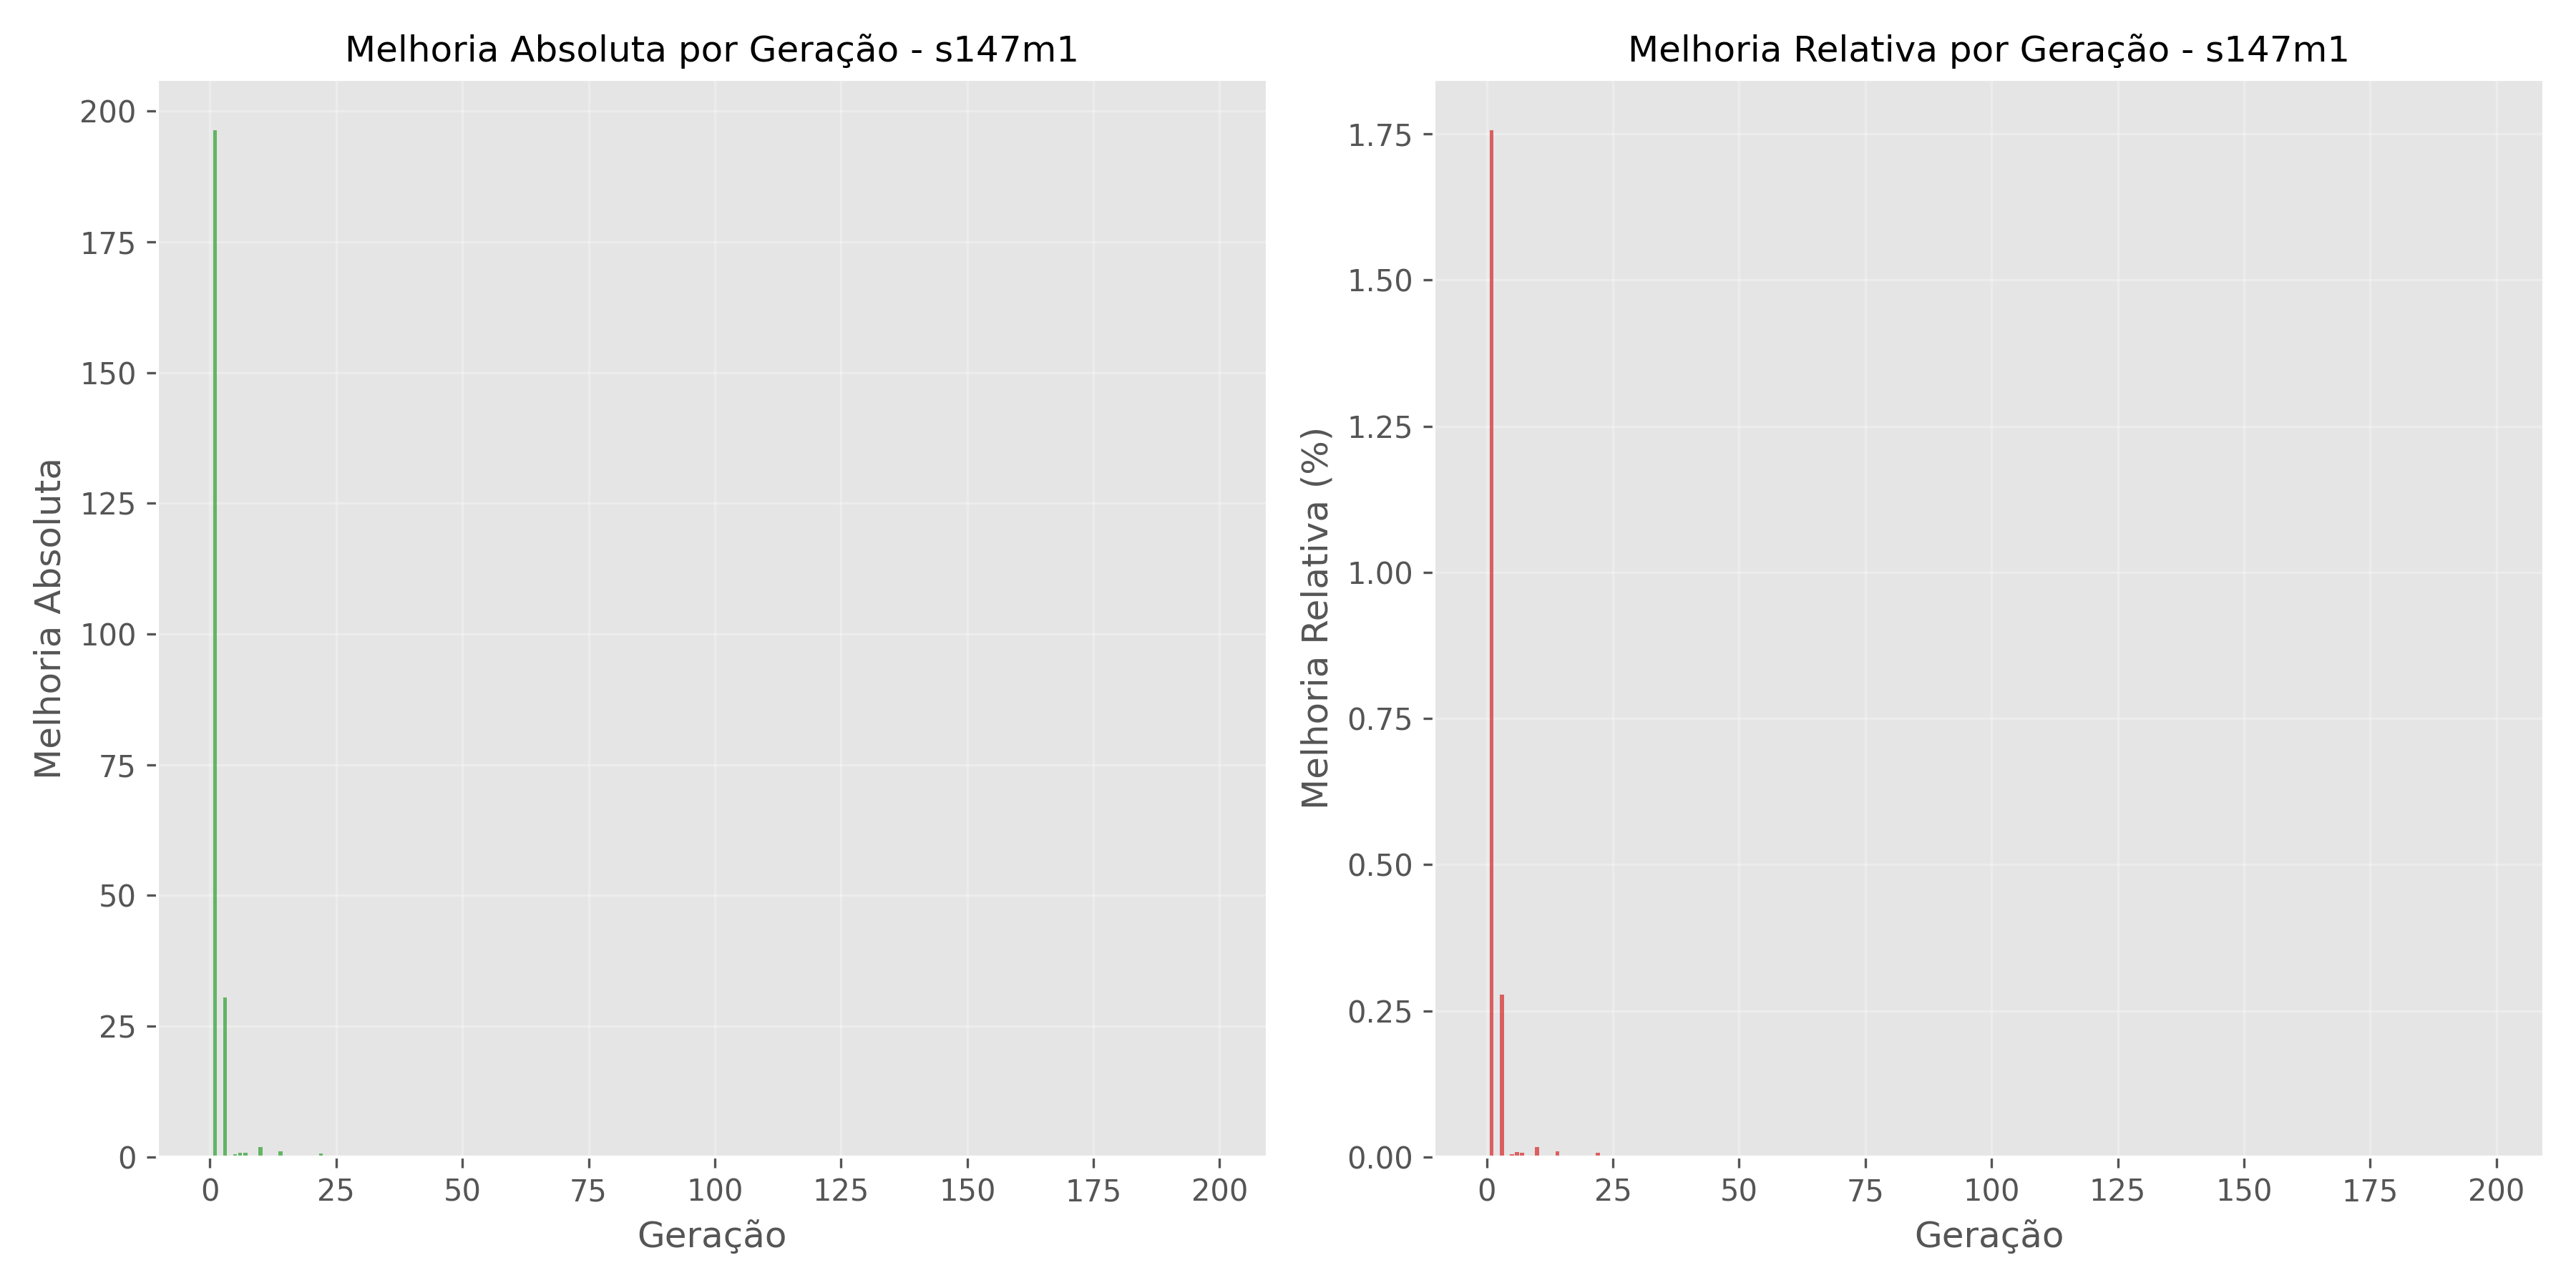 Melhoria Absoluta por Geração - s147m1
Melhoria Absoluta
200
175
150
125
100
75
50
25
0
0 25 50 75 100 125 150 175 200
Geração
Melhoria Relativa por Geração - s147m1
Melhoria Relativa (%)
1.75
1.50
1.25
1.00
0.75
0.50
0.25
0.00
0 25 50 75 100 125 150 175 200
Geração